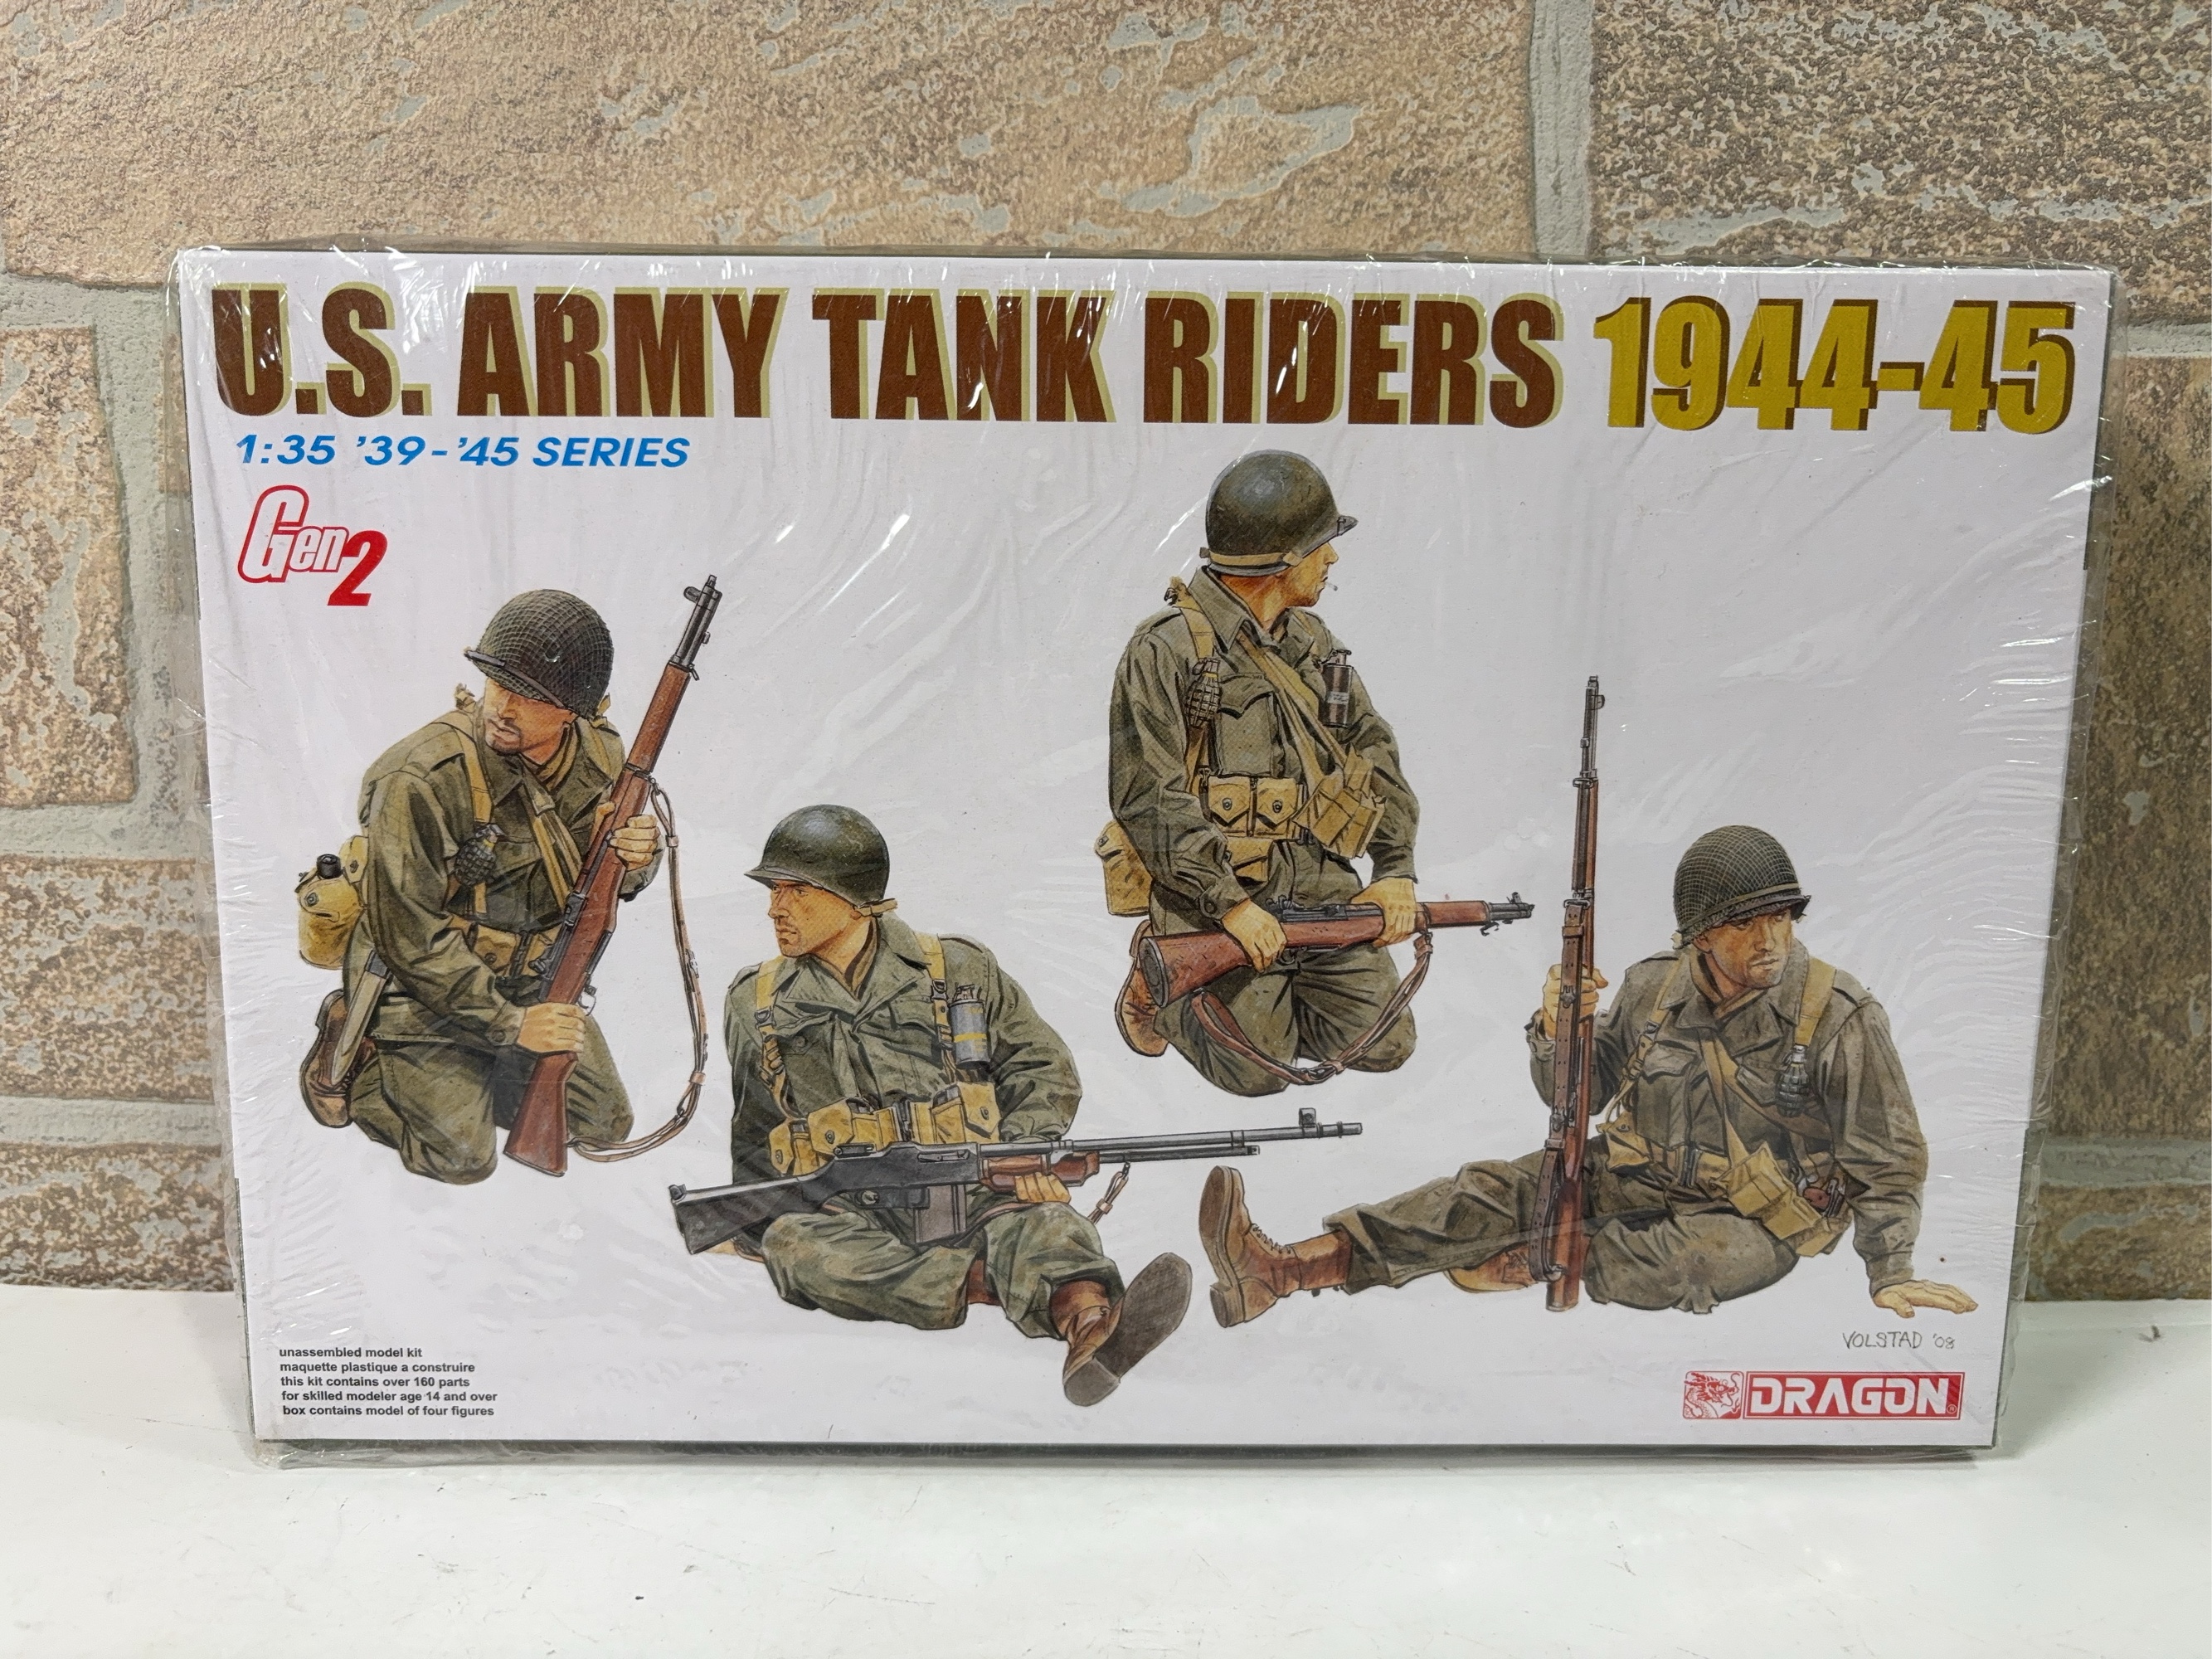 U.S. ARMY TANK RIDERS 1944-45
1:35 '39-'45 SERIES
Gen2
unassembled model kit
maquette plastique a construire
this kit contains over 160 parts
for skilled modeler age 14 and over
box contains model of four figures
VOLSTAD '08
DRAGON®